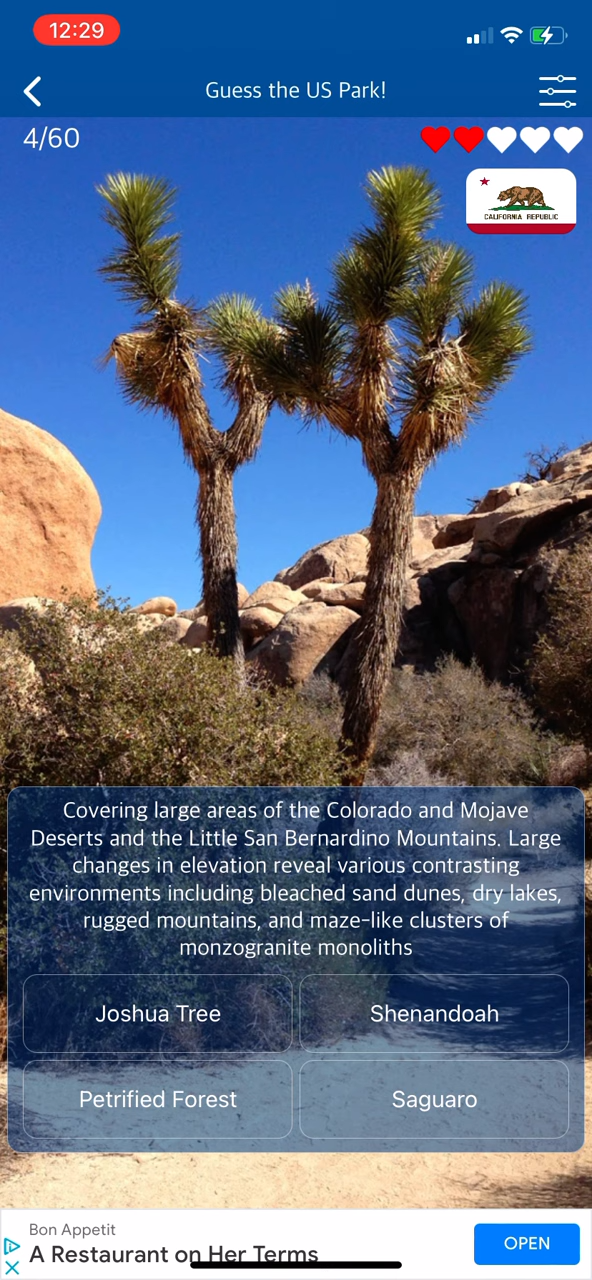 12:29
Guess the US Park!
4/60
CALIFORNIA REPUBLIC
Covering large areas of the Colorado and Mojave
Deserts and the Little San Bernardino Mountains. Large
changes in elevation reveal various contrasting
environments including bleached sand dunes, dry lakes,
rugged mountains, and maze-like clusters of
monzogranite monoliths
Joshua Tree
Shenandoah
Petrified Forest
Saguaro
Bon Appetit
A Restaurant on Her Terms
OPEN